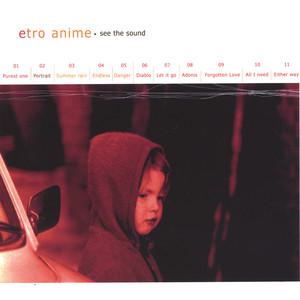 etro anime • see the sound
01 02 03 04 05 06 07 08 09 10 11
Purest one Portrait Summer rain Endless Danger Diablo Let it go Adonis Forgotten Love All I need Either way